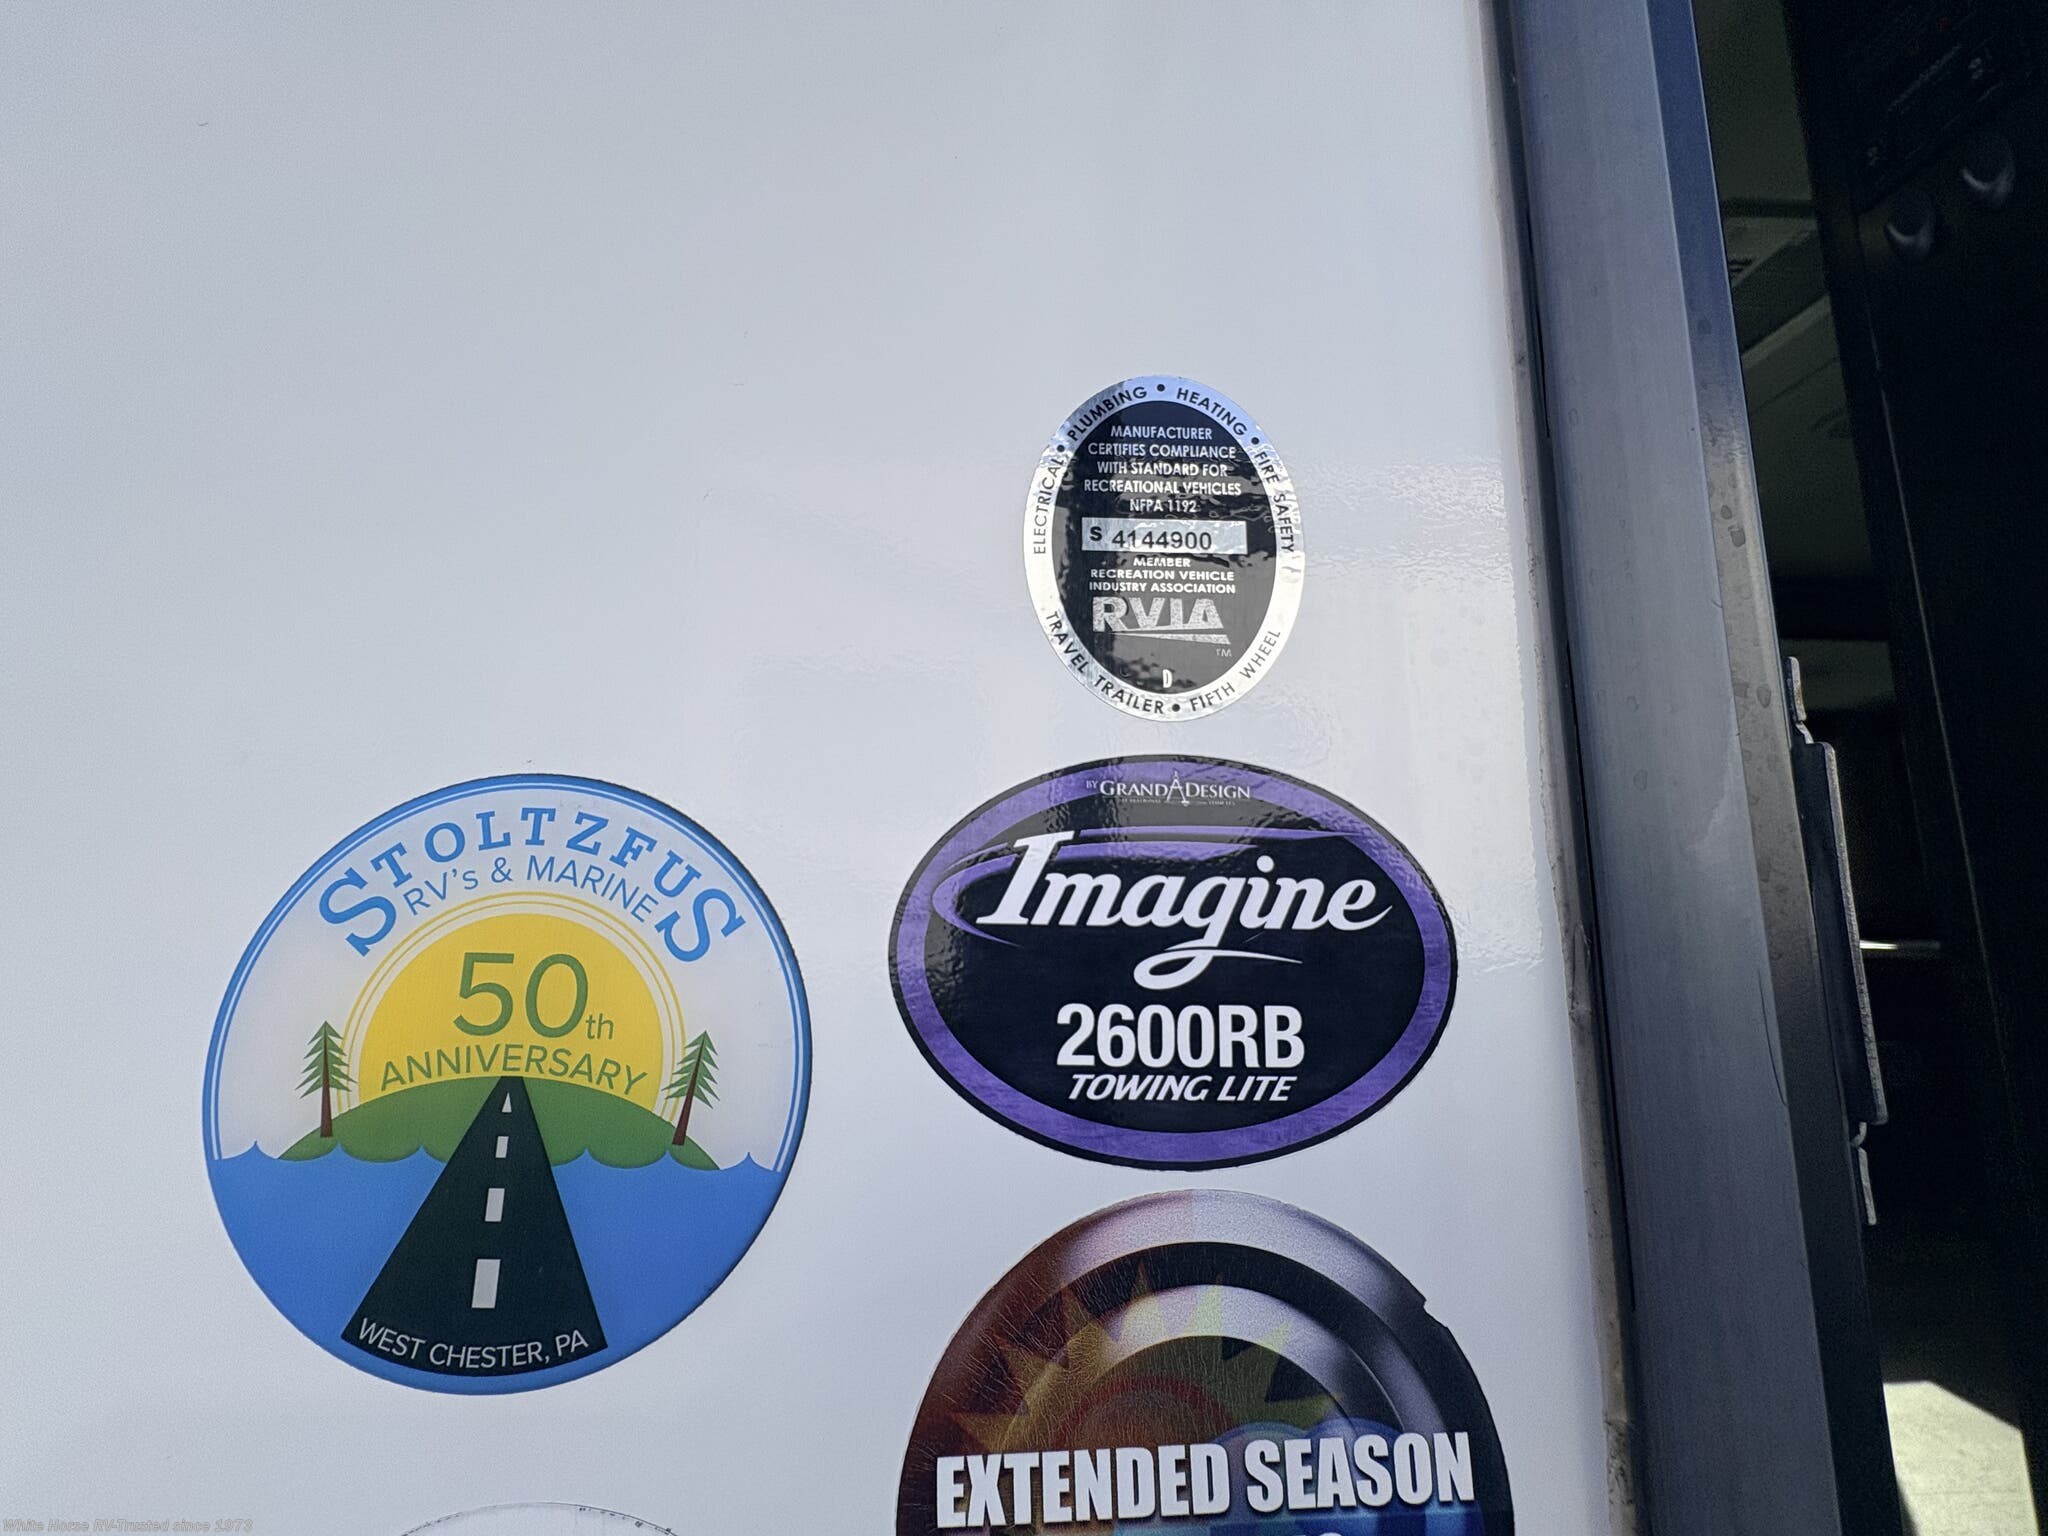 ELECTRICAL • PLUMBING • HEATING • FIRE SAFETY
MANUFACTURER
CERTIFIES COMPLIANCE
WITH STANDARD FOR
RECREATIONAL VEHICLES
NFPA 1192
S 4144900
MEMBER
RECREATION VEHICLE
INDUSTRY ASSOCIATION
RVIA
TM
D
TRAVEL TRAILER • FIFTH WHEEL
STOLTZFUS
RV's & MARINE
50th
ANNIVERSARY
WEST CHESTER, PA
BY GRAND DESIGN
RECREATIONAL VEHICLES
Imagine
2600RB
TOWING LITE
EXTENDED SEASON
White Horse RV-Trusted since 1973